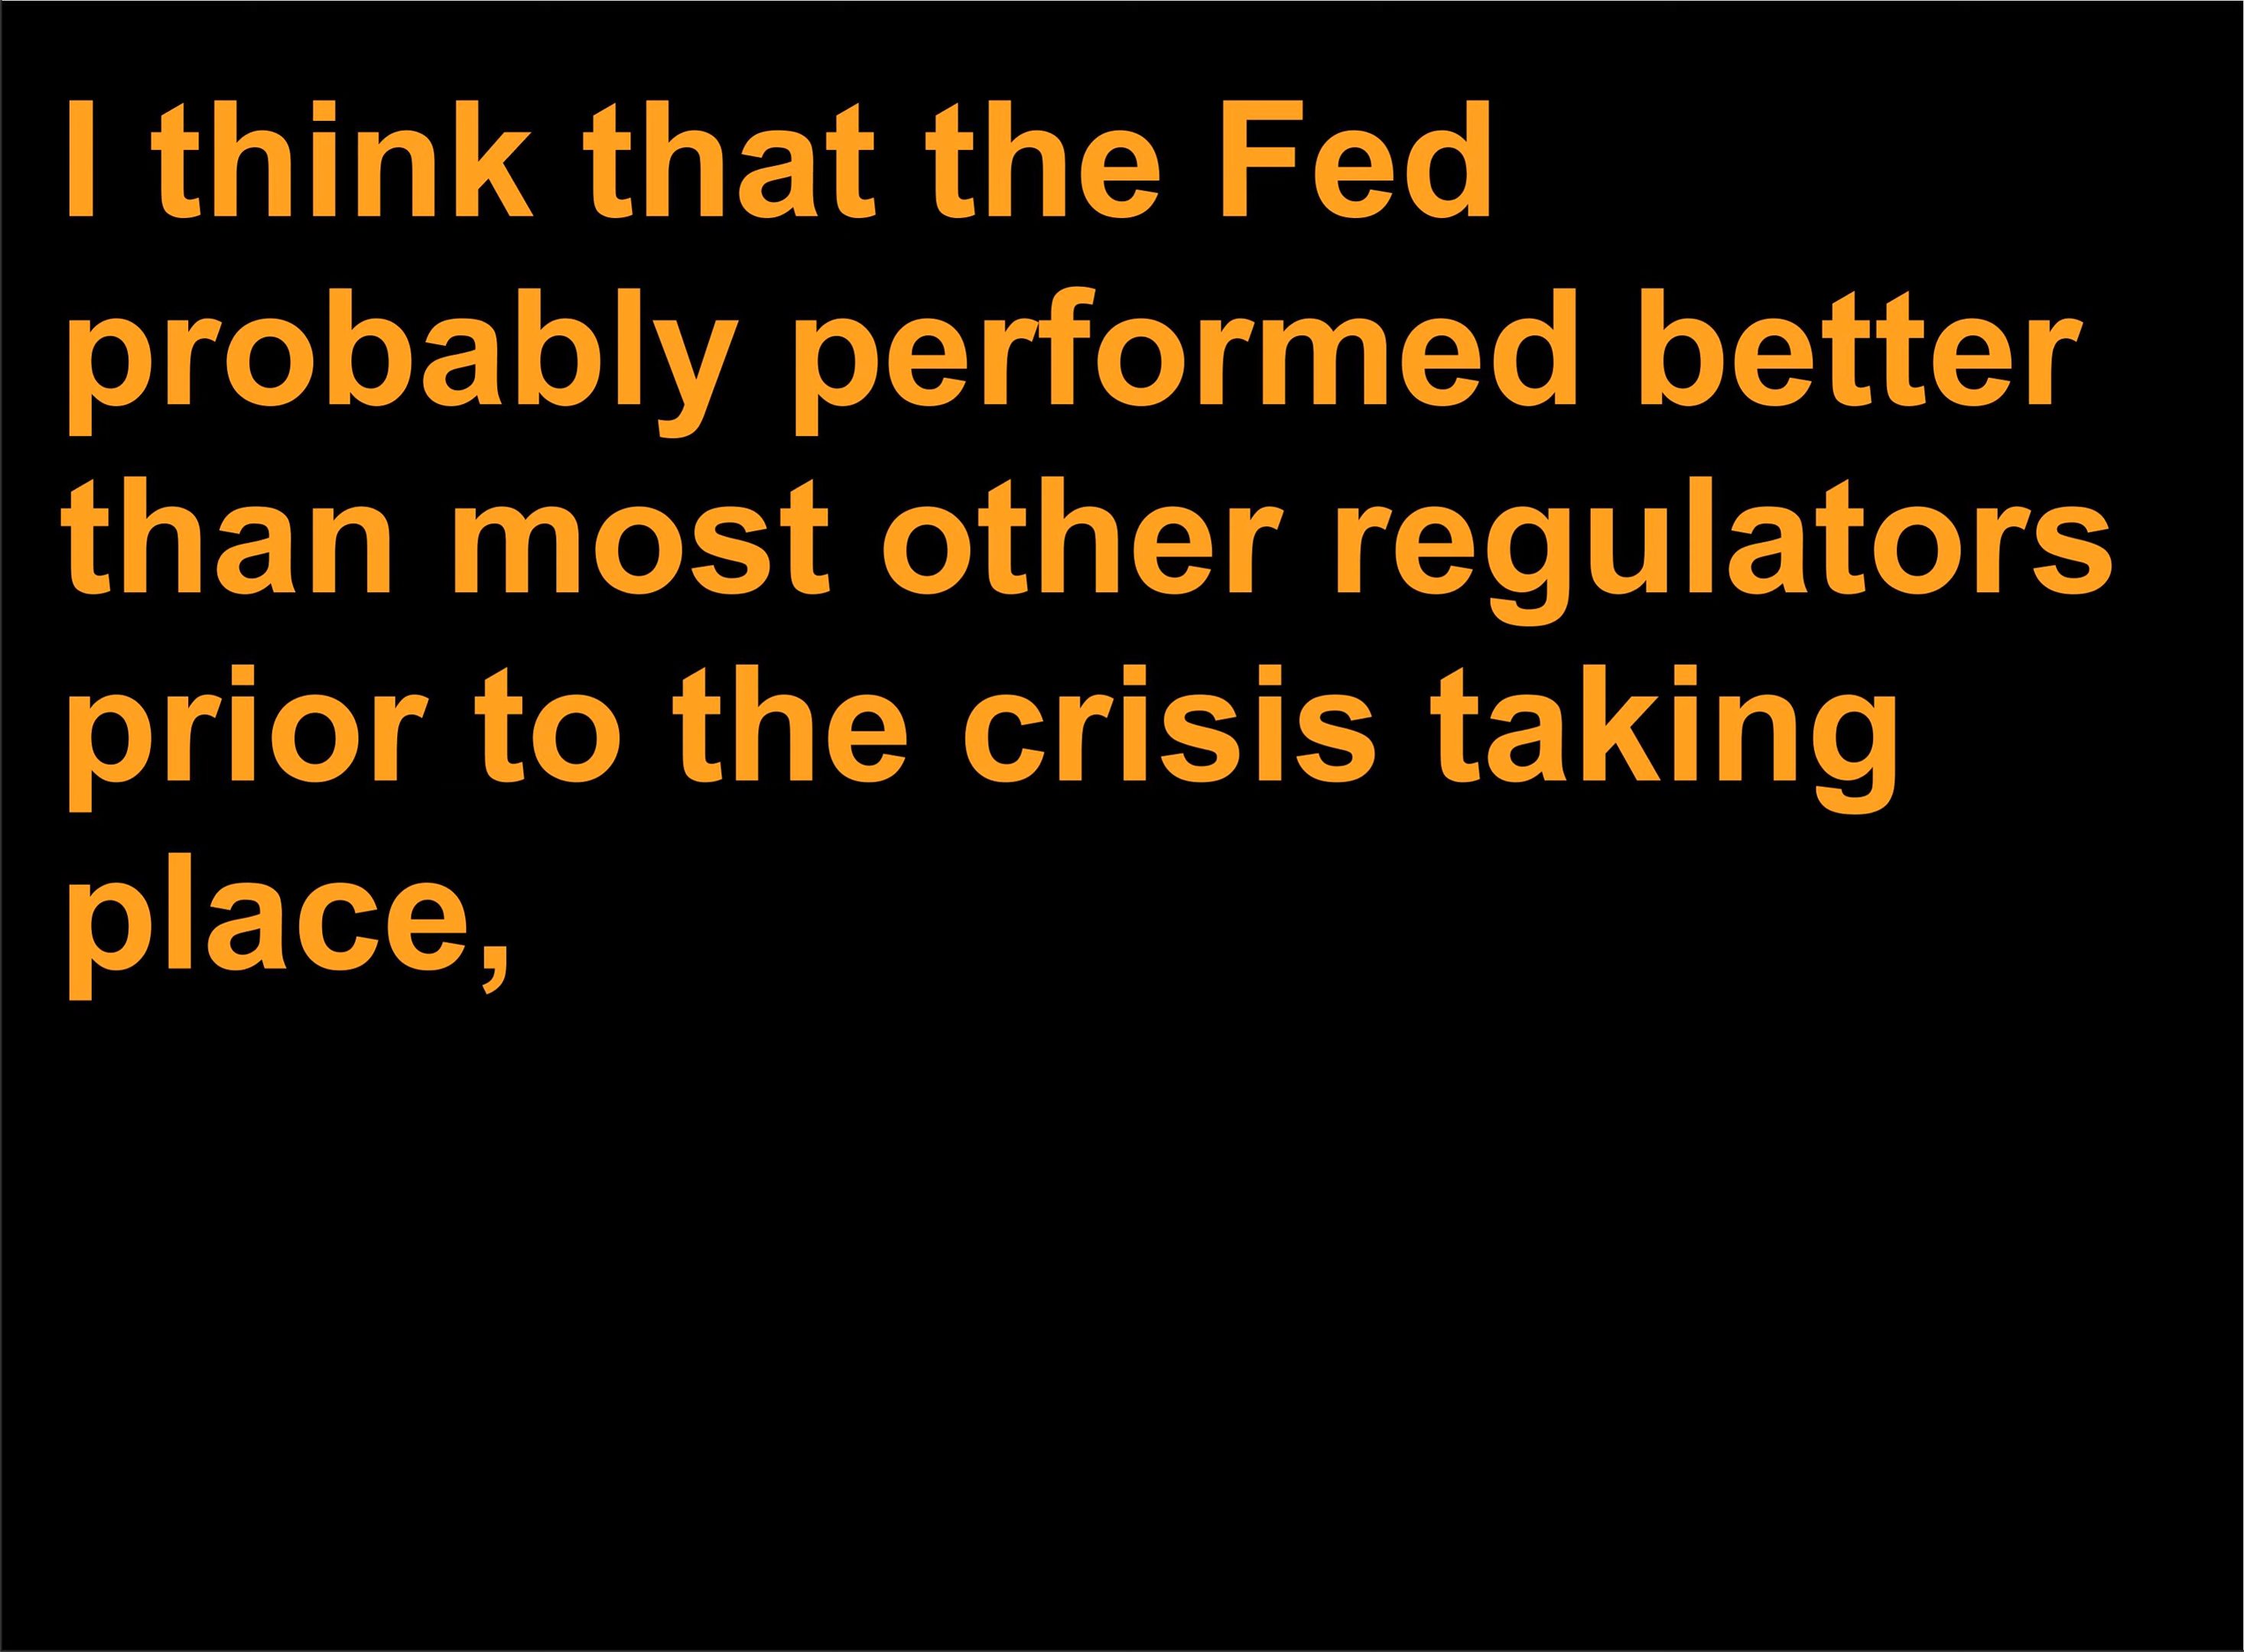 I think that the Fed
probably performed better
than most other regulators
prior to the crisis taking
place,